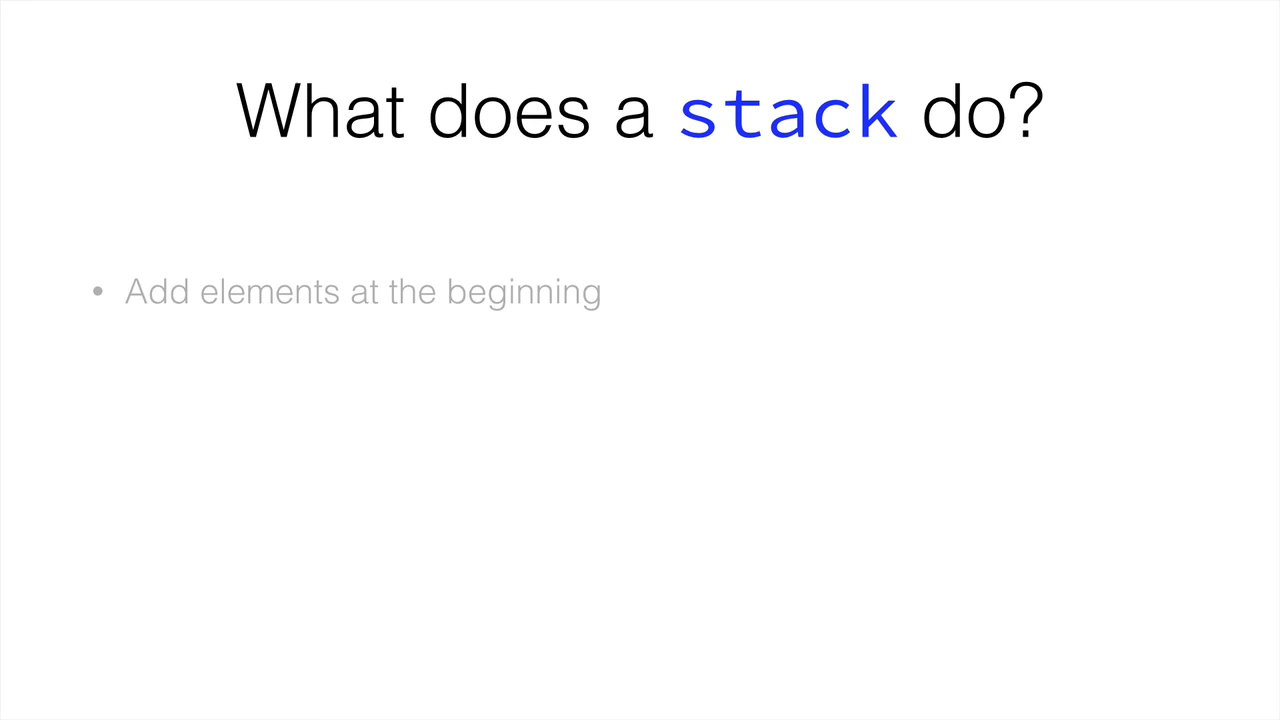 What does a stack do?
• Add elements at the beginning